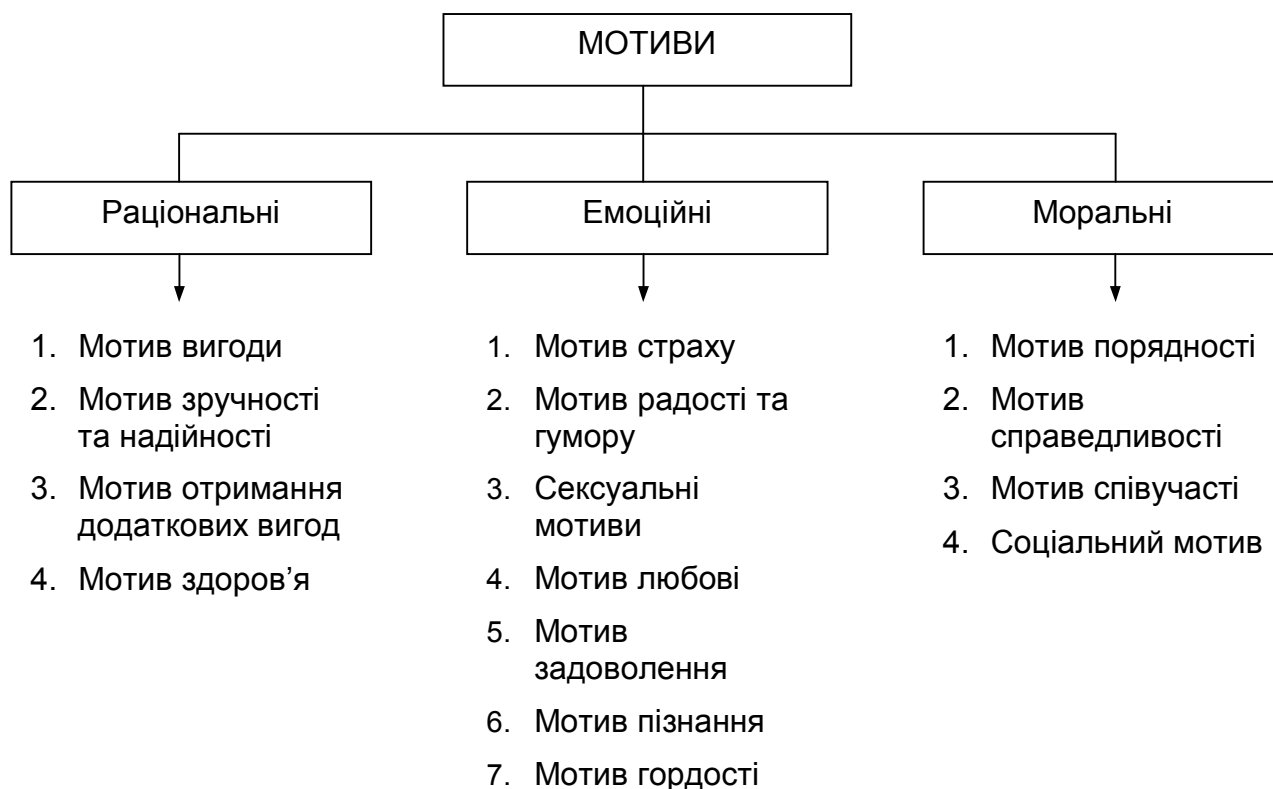 МОТИВИ
Раціональні
Емоційні
Моральні
1. Мотив вигоди
2. Мотив зручності
та надійності
3. Мотив отримання
додаткових вигод
4. Мотив здоров’я
1. Мотив страху
2. Мотив радості та
гумору
3. Сексуальні
мотиви
4. Мотив любові
5. Мотив
задоволення
6. Мотив пізнання
7. Мотив гордості
1. Мотив порядності
2. Мотив
справедливості
3. Мотив співучасті
4. Соціальний мотив